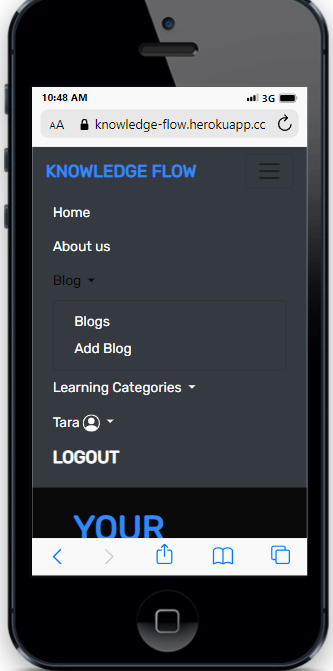 10:48 AM 3G
AA knowledge-flow.herokuapp.cc
KNOWLEDGE FLOW
Home
About us
Blog
Blogs
Add Blog
Learning Categories
Tara
LOGOUT
YOUR